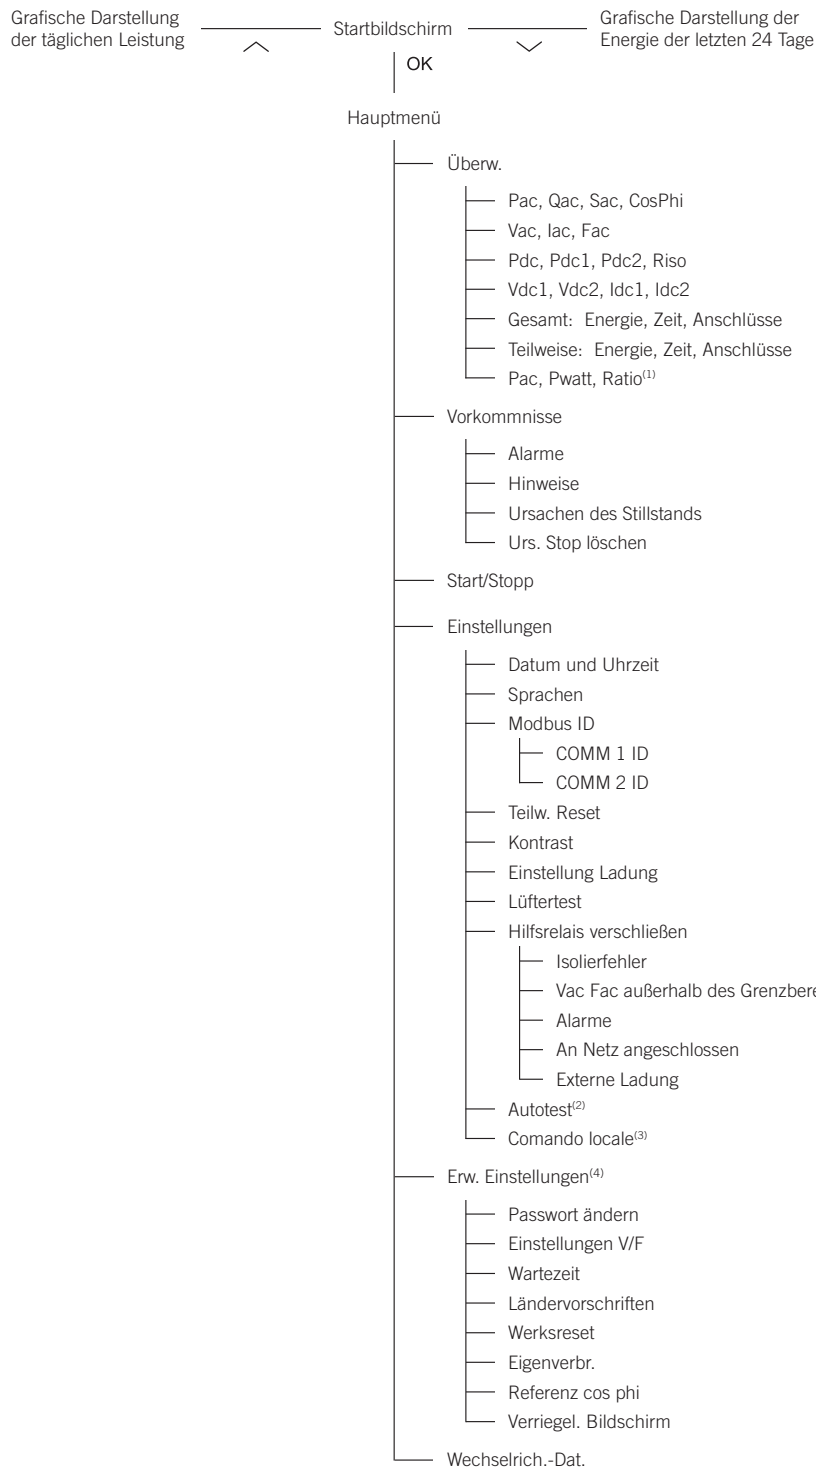 Grafische Darstellung
der täglichen Leistung
Startbildschirm
Grafische Darstellung der
Energie der letzten 24 Tage
OK
Hauptmenü
Überw.
Pac, Qac, Sac, CosPhi
Vac, Iac, Fac
Pdc, Pdc1, Pdc2, Riso
Vdc1, Vdc2, Idc1, Idc2
Gesamt: Energie, Zeit, Anschlüsse
Teilweise: Energie, Zeit, Anschlüsse
Pac, Pwatt, Ratio(1)
Vorkommnisse
Alarme
Hinweise
Ursachen des Stillstands
Urs. Stop löschen
Start/Stopp
Einstellungen
Datum und Uhrzeit
Sprachen
Modbus ID
COMM 1 ID
COMM 2 ID
Teilw. Reset
Kontrast
Einstellung Ladung
Lüftertest
Hilfsrelais verschließen
Isolierfehler
Vac Fac außerhalb des
Alarme
An Netz angeschlossen
Externe Ladung
Autotest(2)
Comando locale(3)
Erw. Einstellungen(4)
Passwort ändern
Einstellungen V/F
Wartezeit
Ländervorschriften
Werksreset
Eigenverbr.
Referenz cos phi
Verriegel. Bildschirm
Wechselrich.-Dat.